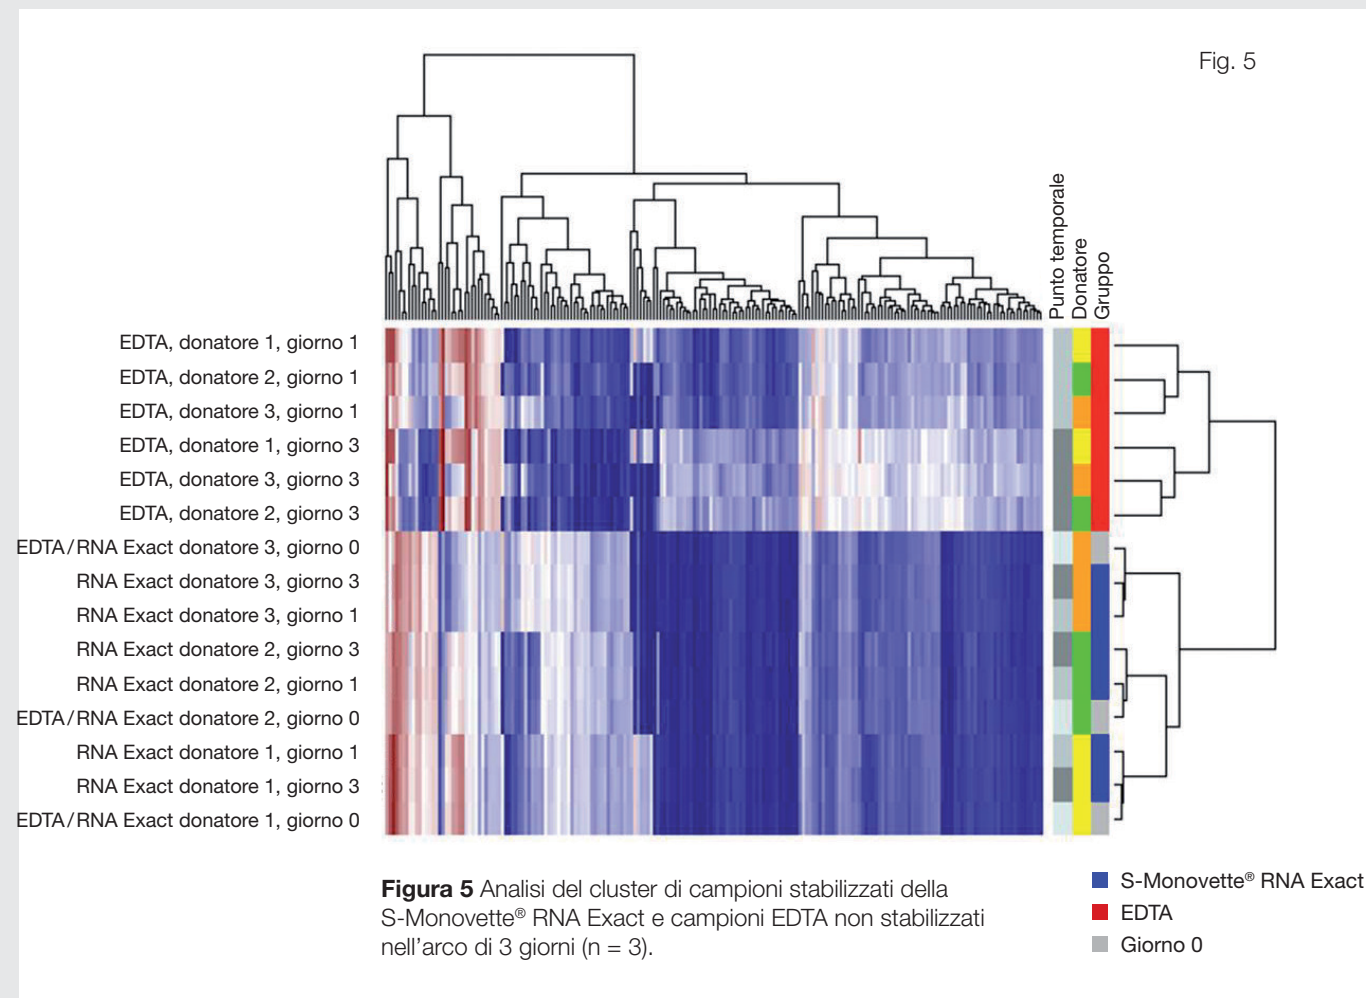 Fig. 5
Punto temporale
Donatore
Gruppo
EDTA, donatore 1, giorno 1
EDTA, donatore 2, giorno 1
EDTA, donatore 3, giorno 1
EDTA, donatore 1, giorno 3
EDTA, donatore 3, giorno 3
EDTA, donatore 2, giorno 3
EDTA/RNA Exact donatore 3, giorno 0
RNA Exact donatore 3, giorno 3
RNA Exact donatore 3, giorno 1
RNA Exact donatore 2, giorno 3
RNA Exact donatore 2, giorno 1
EDTA/RNA Exact donatore 2, giorno 0
RNA Exact donatore 1, giorno 1
RNA Exact donatore 1, giorno 3
EDTA/RNA Exact donatore 1, giorno 0
Figura 5 Analisi del cluster di campioni stabilizzati della
S-Monovette® RNA Exact e campioni EDTA non stabilizzati
nell'arco di 3 giorni (n = 3).
S-Monovette® RNA Exact
EDTA
Giorno 0